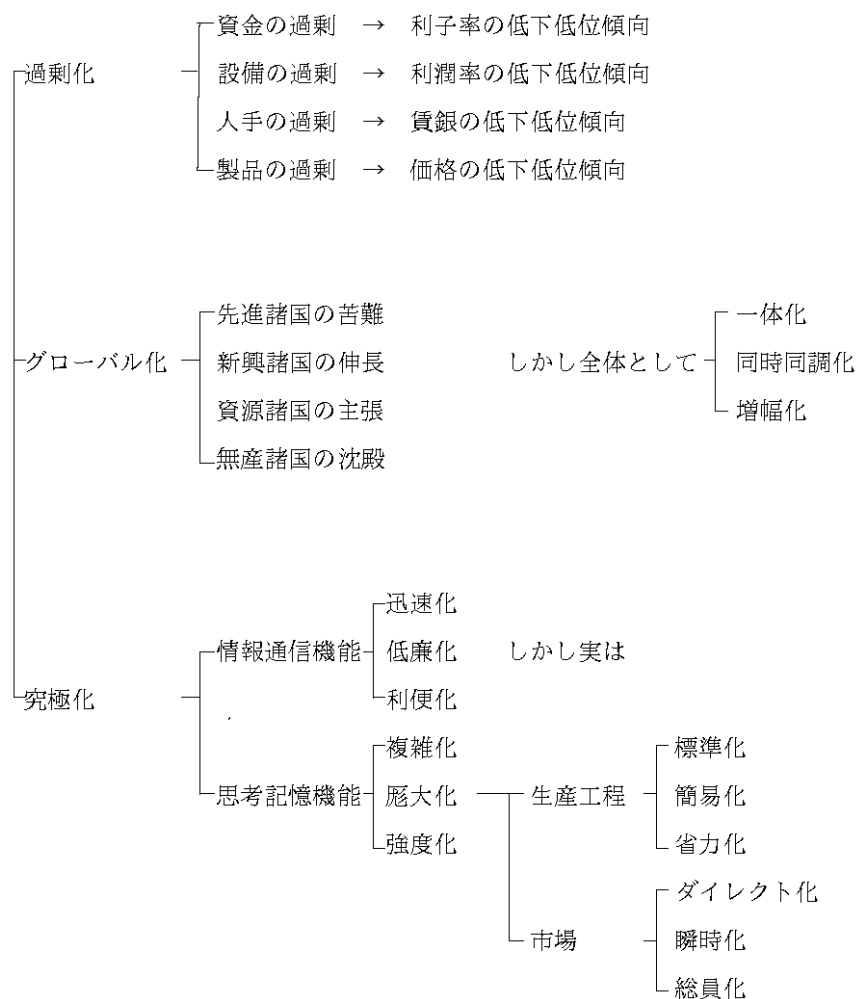 資金の過剰 → 利子率の低下低位傾向
過剰化 設備の過剰 → 利潤率の低下低位傾向
人手の過剰 → 賃銀の低下低位傾向
製品の過剰 → 価格の低下低位傾向
先進諸国の苦難 一体化
グローバル化 新興諸国の伸長 しかし全体として 同時同調化
資源諸国の主張 増幅化
無産諸国の沈殿
迅速化
情報通信機能 低廉化 しかし実は
究極化 利便化
複雑化 標準化
思考記憶機能 厖大化 生産工程 簡易化
強度化 省力化
ダイレクト化
市場 瞬時化
総員化